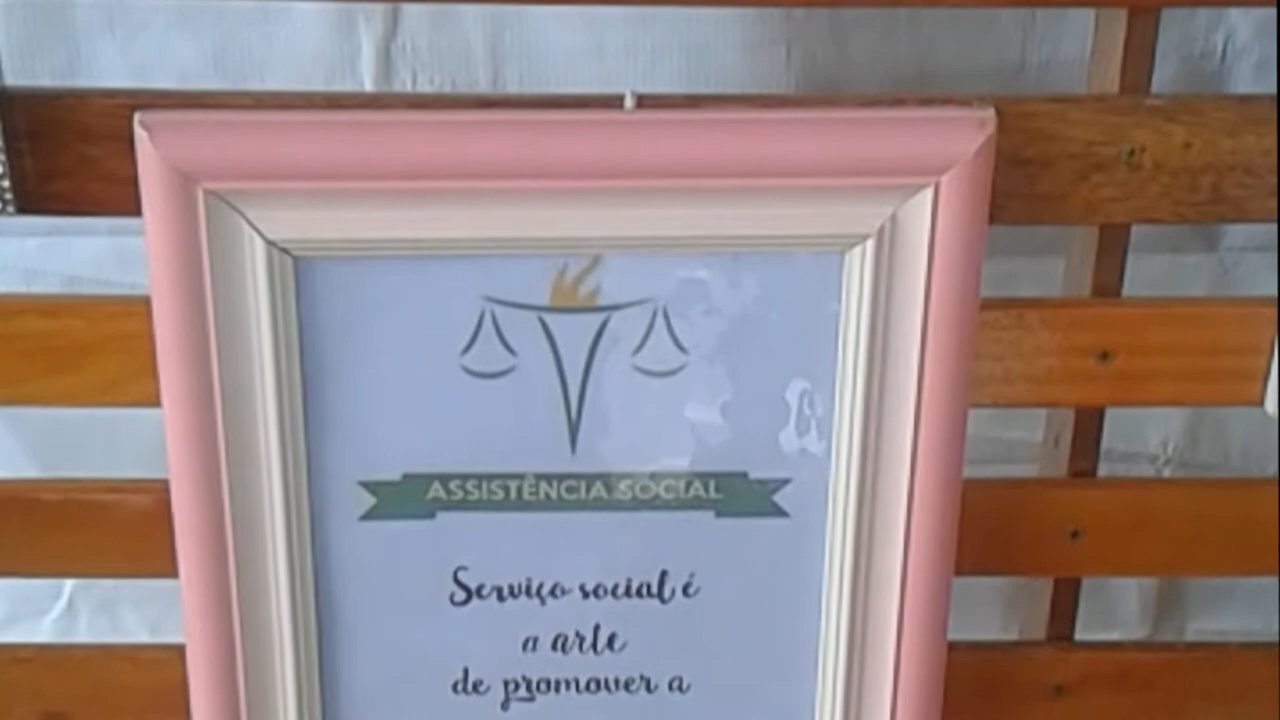 ASSISTÊNCIA SOCIAL
Serviço social é
a arte
de promover a